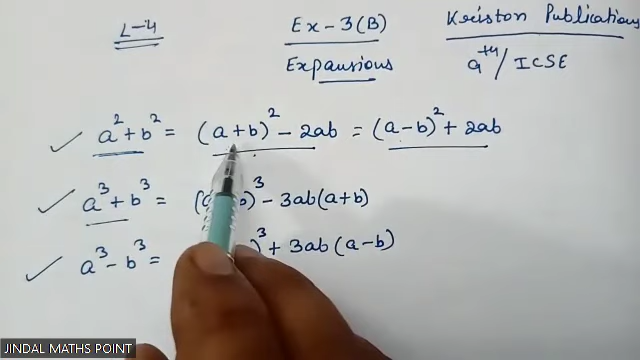 L-4 Ex-3(B) Kriston Publications
Expansions 9th/ICSE
a² + b² = (a+b)² - 2ab = (a-b)² + 2ab
a³ + b³ = (a b)³ - 3ab(a+b)
a³ - b³ = )³ + 3ab (a-b)
JINDAL MATHS POINT